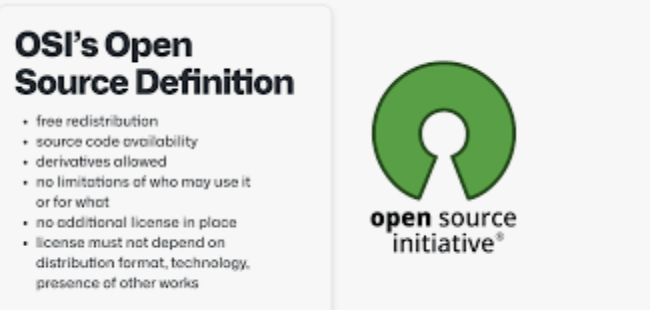 OSI's Open
Source Definition
• free redistribution
• source code availability
• derivatives allowed
• no limitations of who may use it
or for what
• no additional license in place
• license must not depend on
distribution format, technology,
presence of other works
open source
initiative®